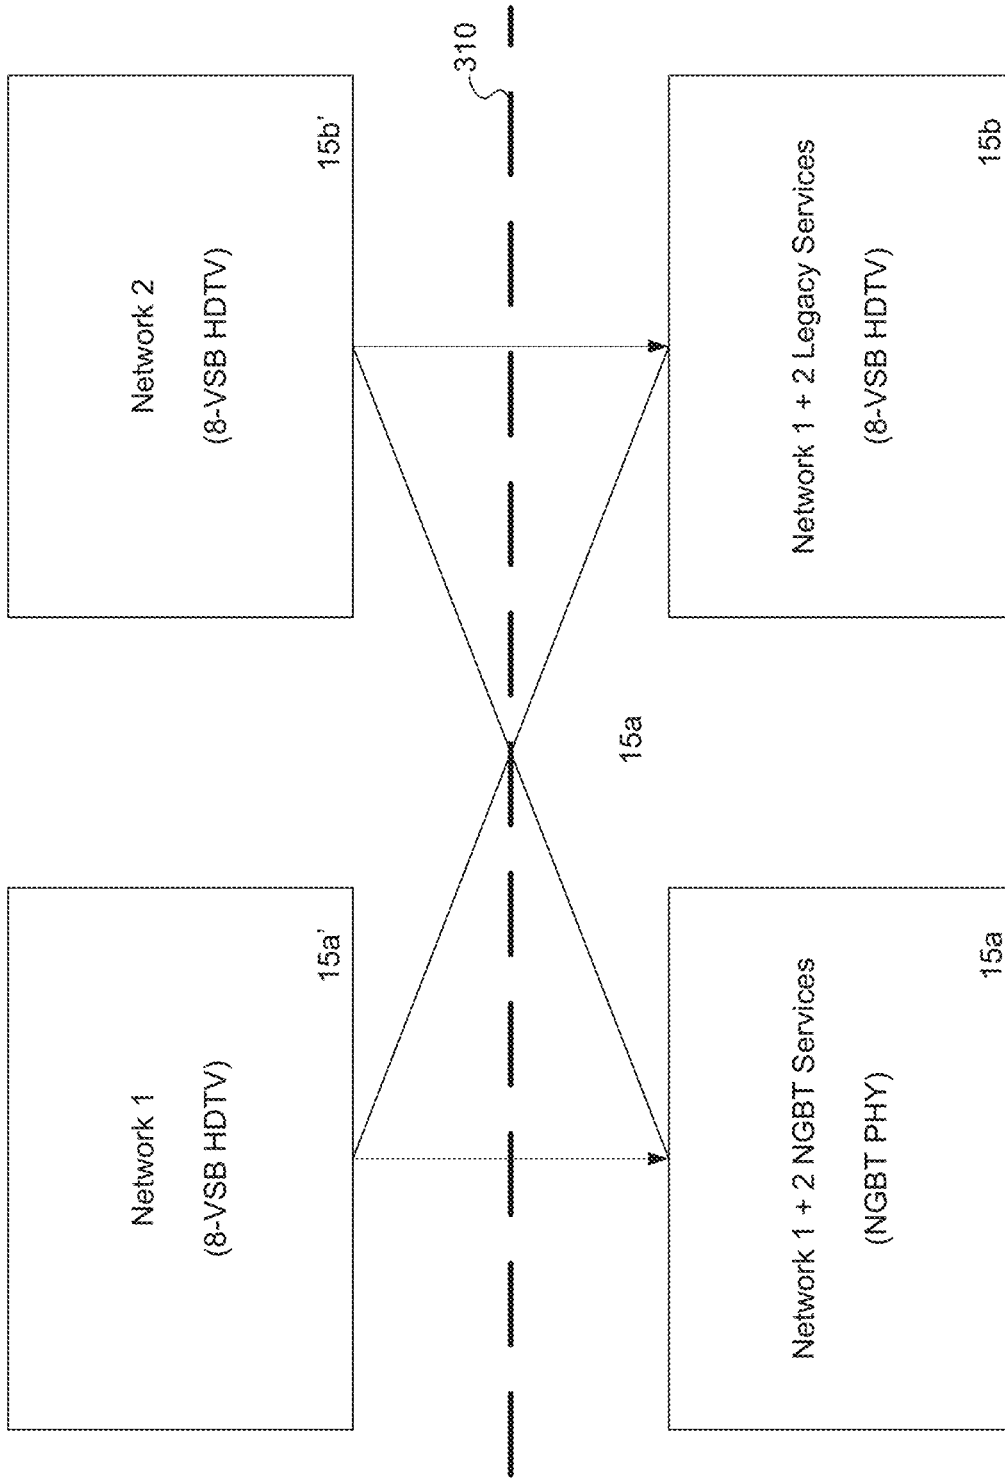 Network 1
(8-VSB HDTV)
15a'
Network 2
(8-VSB HDTV)
15b'
310
15a
Network 1 + 2 NGBT Services
(NGBT PHY)
15a
Network 1 + 2 Legacy Services
(8-VSB HDTV)
15b